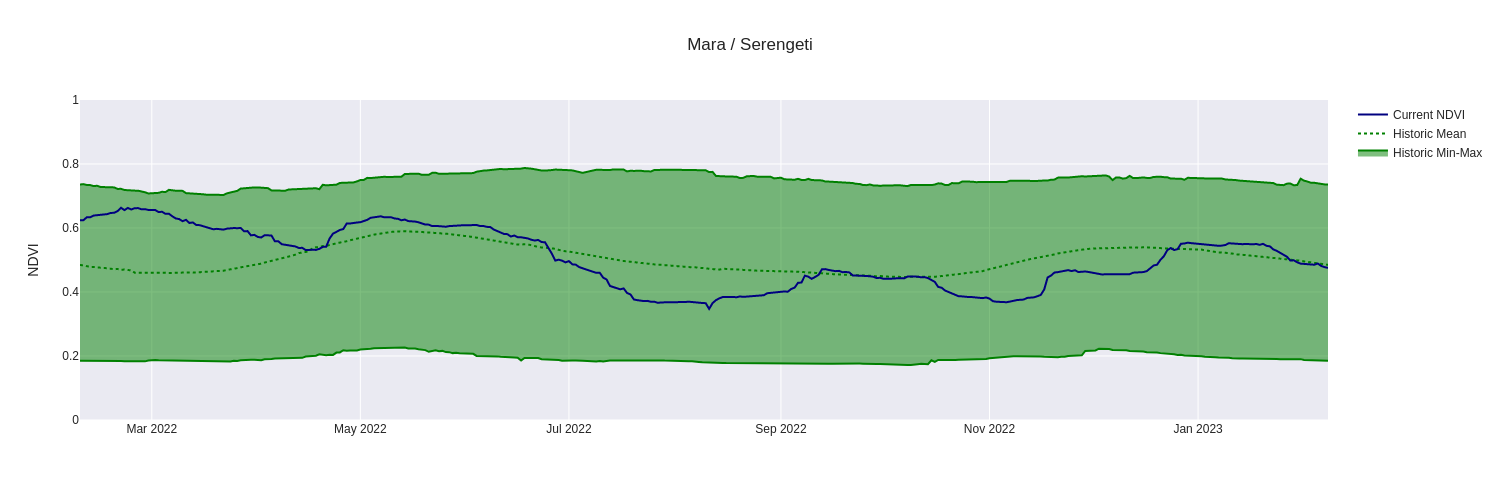 Mara / Serengeti
Current NDVI
Historic Mean
Historic Min-Max
NDVI
1
0.8
0.6
0.4
0.2
0
Mar 2022
May 2022
Jul 2022
Sep 2022
Nov 2022
Jan 2023